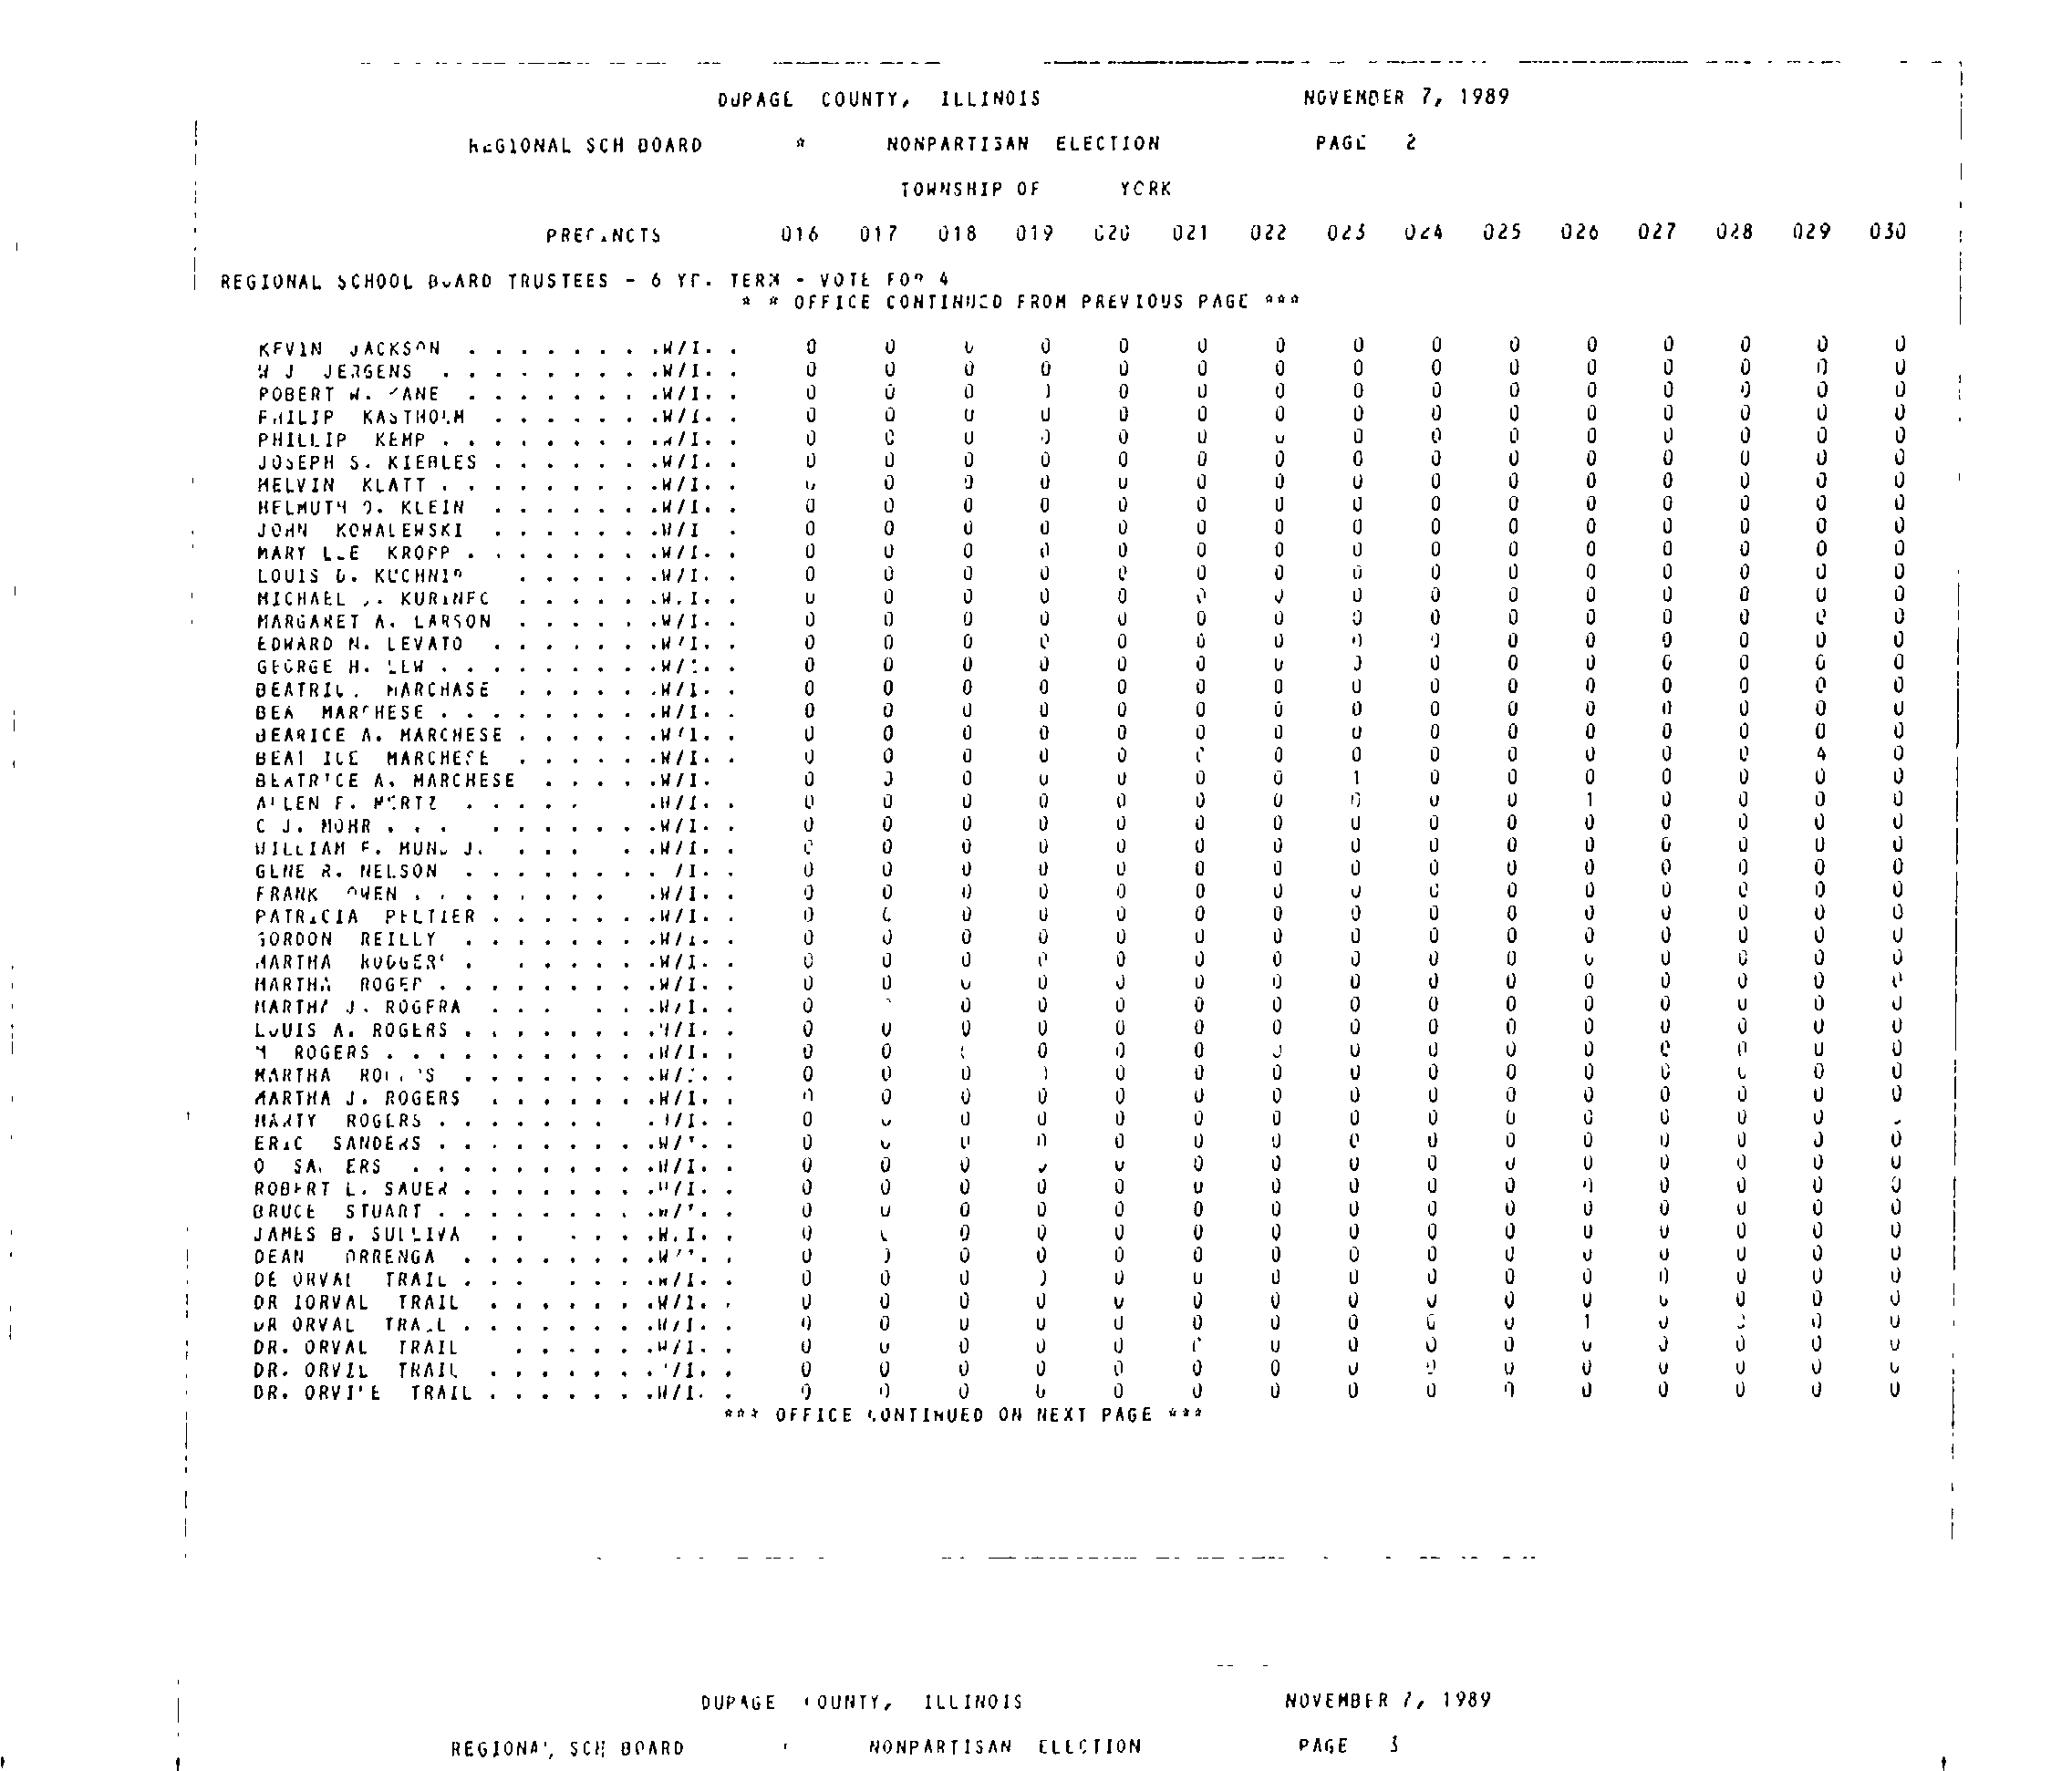 DUPAGE COUNTY, ILLINOIS NOVEMBER 7, 1989
REGIONAL SCH BOARD * NONPARTISAN ELECTION PAGE 2
TOWNSHIP OF YORK
PRECINCTS 016 017 018 019 020 021 022 023 024 025 026 027 028 029 030
REGIONAL SCHOOL BOARD TRUSTEES - 6 YR. TERM - VOTE FOR 4
* * OFFICE CONTINUED FROM PREVIOUS PAGE ***
KEVIN JACKSON . . . . . . . .W/I. . 0 0 0 0 0 0 0 0 0 0 0 0 0 0 0
W J JERGENS . . . . . . . . .W/I. . 0 0 0 0 0 0 0 0 0 0 0 0 0 0 0
ROBERT W. KANE . . . . . . . .W/I. . 0 0 0 0 0 0 0 0 0 0 0 0 0 0 0
PHILIP KASTHOLM . . . . . . .W/I. . 0 0 0 0 0 0 0 0 0 0 0 0 0 0 0
PHILLIP KEMP . . . . . . . . .W/I. . 0 0 0 0 0 0 0 0 0 0 0 0 0 0 0
JOSEPH S. KIEBLES . . . . . . .W/I. . 0 0 0 0 0 0 0 0 0 0 0 0 0 0 0
MELVIN KLATT . . . . . . . . .W/I. . 0 0 0 0 0 0 0 0 0 0 0 0 0 0 0
HELMUTH O. KLEIN . . . . . . .W/I. . 0 0 0 0 0 0 0 0 0 0 0 0 0 0 0
JOHN KOWALEWSKI . . . . . . .W/I . 0 0 0 0 0 0 0 0 0 0 0 0 0 0 0
MARY LEE KROPP . . . . . . . .W/I. . 0 0 0 0 0 0 0 0 0 0 0 0 0 0 0
LOUIS D. . . . . . .W/I. . 0 0 0 0 0 0 0 0 0 0 0 0 0 0 0
MICHAEL . . . . . .W.I. . 0 0 0 0 0 0 0 0 0 0 0 0 0 0 0
MARGARET A. LARSON . . . . . .W/I. . 0 0 0 0 0 0 0 0 0 0 0 0 0 0 0
EDWARD N. LEVATO . . . . . . .W/I. . 0 0 0 0 0 0 0 0 0 0 0 0 0 0 0
GEORGE H. LEW . . . . . . . . .W/I. . 0 0 0 0 0 0 0 0 0 0 0 0 0 0 0
MARCHASE . . . . . .W/I. . 0 0 0 0 0 0 0 0 0 0 0 0 0 0 0
BEA MARCHESE . . . . . . . . .W/I. . 0 0 0 0 0 0 0 0 0 0 0 0 0 0 0
BEARICE A. MARCHESE . . . . . .W/I. . 0 0 0 0 0 0 0 0 0 0 0 0 0 0 0
MARCHESE . . . . . . .W/I. . 0 0 0 0 0 0 0 0 0 0 0 0 0 4 0
BEATRICE A. MARCHESE . . . . .W/I. 0 0 0 0 0 0 0 1 0 0 0 0 0 0 0
ALLEN F. MERTZ . . . . . .W/I. . 0 0 0 0 0 0 0 0 0 0 1 0 0 0 0
C J. MOHR . . . . . . . . . .W/I. . 0 0 0 0 0 0 0 0 0 0 0 0 0 0 0
WILLIAM . . . . .W/I. . 0 0 0 0 0 0 0 0 0 0 0 0 0 0 0
GENE R. NELSON . . . . . . . . /I. . 0 0 0 0 0 0 0 0 0 0 0 0 0 0 0
FRANK OWEN . . . . . . . . .W/I. . 0 0 0 0 0 0 0 0 0 0 0 0 0 0 0
PATRICIA PELTIER . . . . . . .W/I. . 0 0 0 0 0 0 0 0 0 0 0 0 0 0 0
GORDON REILLY . . . . . . . .W/I. . 0 0 0 0 0 0 0 0 0 0 0 0 0 0 0
MARTHA . . . . . . .W/I. . 0 0 0 0 0 0 0 0 0 0 0 0 0 0 0
MARTHA ROGER . . . . . . . . .W/I. . 0 0 0 0 0 0 0 0 0 0 0 0 0 0 0
MARTHA J. ROGERA . . . . . .W/I. . 0 0 0 0 0 0 0 0 0 0 0 0 0 0
LOUIS A. ROGERS . . . . . . . .W/I. . 0 0 0 0 0 0 0 0 0 0 0 0 0 0 0
M ROGERS . . . . . . . . . . .W/I. . 0 0 0 0 0 0 0 0 0 0 0 0 0 0 0
MARTHA . . . . . . . .W/I. . 0 0 0 0 0 0 0 0 0 0 0 0 0 0 0
MARTHA J. ROGERS . . . . . . .W/I. . 0 0 0 0 0 0 0 0 0 0 0 0 0 0 0
MARTY ROGERS . . . . . . . . W/I. . 0 0 0 0 0 0 0 0 0 0 0 0 0 0
ERIC SANDERS . . . . . . . . .W/I. . 0 0 0 0 0 0 0 0 0 0 0 0 0 0 0
O . . . . . . . . . .W/I. . 0 0 0 0 0 0 0 0 0 0 0 0 0 0 0
ROBERT L. SAUER . . . . . . . .W/I. . 0 0 0 0 0 0 0 0 0 0 0 0 0 0 0
BRUCE STUART . . . . . . . . .W/I. . 0 0 0 0 0 0 0 0 0 0 0 0 0 0 0
JAMES B. SULLIVA . . . . . .W.I. . 0 0 0 0 0 0 0 0 0 0 0 0 0 0
DEAN . . . . . . . .W/I. . 0 0 0 0 0 0 0 0 0 0 0 0 0 0 0
DE ORVAL TRAIL . . . . . . .W/I. . 0 0 0 0 0 0 0 0 0 0 0 0 0 0 0
DR IORVAL TRAIL . . . . . . .W/I. . 0 0 0 0 0 0 0 0 0 0 0 0 0 0 0
DR ORVAL TRAIL . . . . . . . .W/I. . 0 0 0 0 0 0 0 0 0 0 1 0 0 0 0
DR. ORVAL TRAIL . . . . . .W/I. . 0 0 0 0 0 0 0 0 0 0 0 0 0 0 0
DR. ORVIL TRAIL . . . . . . . W/I. . 0 0 0 0 0 0 0 0 0 0 0 0 0 0 0
DR. TRAIL . . . . . . .W/I. . 0 0 0 0 0 0 0 0 0 0 0 0 0 0 0
*** OFFICE CONTINUED ON NEXT PAGE ***
DUPAGE COUNTY, ILLINOIS NOVEMBER 7, 1989
REGIONAL SCH BOARD NONPARTISAN ELECTION PAGE 3